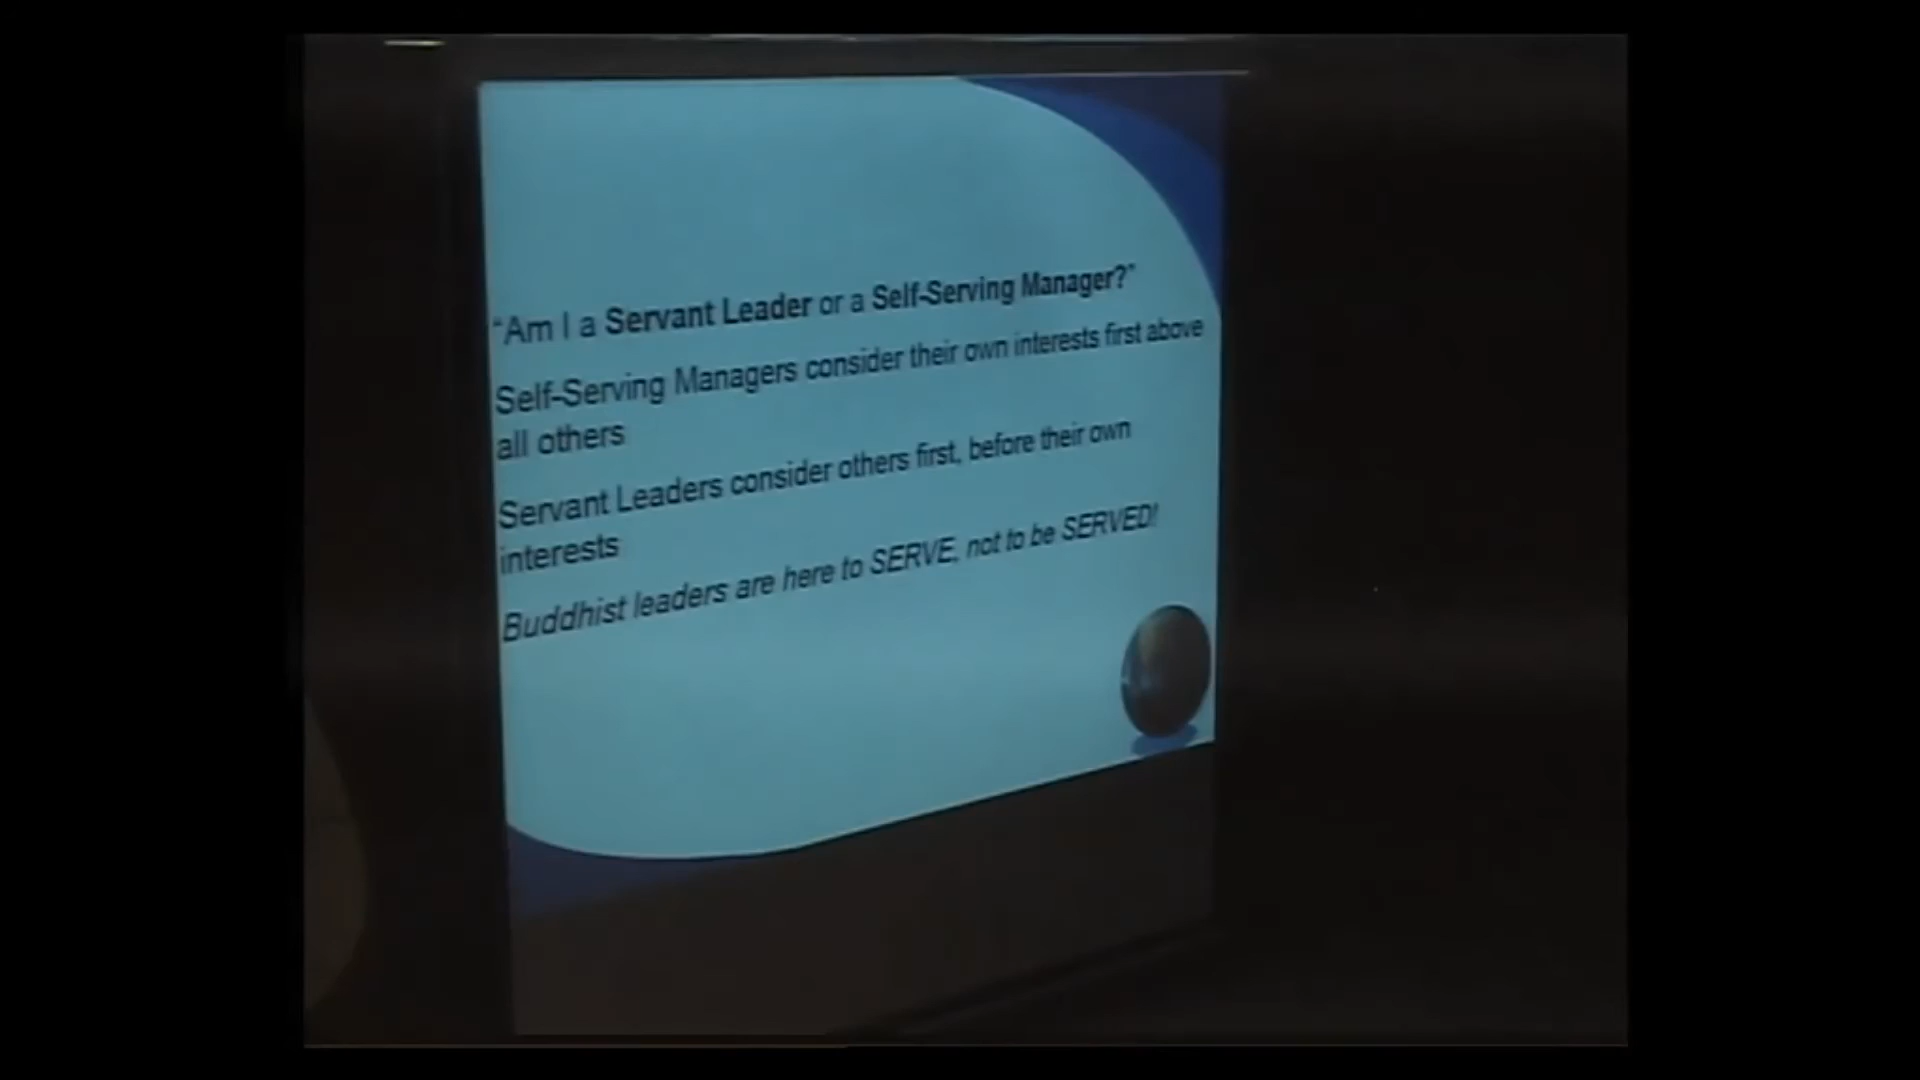 "Am I a Servant Leader or a Self-Serving Manager?"
Self-Serving Managers consider their own interests first above
all others
Servant Leaders consider others first, before their own
interests
Buddhist leaders are here to SERVE, not to be SERVED!